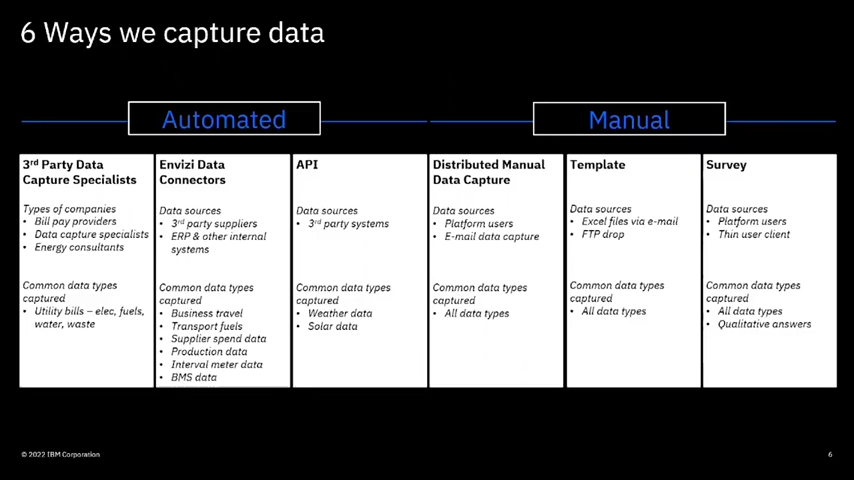 6 Ways we capture data
Automated
Manual
3rd Party Data
Capture Specialists
Types of companies
• Bill pay providers
• Data capture specialists
• Energy consultants
Common data types
captured
• Utility bills – elec, fuels,
water, waste
Envizi Data
Connectors
Data sources
• 3rd party suppliers
• ERP & other internal
systems
Common data types
captured
• Business travel
• Transport fuels
• Supplier spend data
• Production data
• Interval meter data
• BMS data
API
Data sources
• 3rd party systems
Common data types
captured
• Weather data
• Solar data
Distributed Manual
Data Capture
Data sources
• Platform users
• E-mail data capture
Common data types
captured
• All data types
Template
Data sources
• Excel files via e-mail
• FTP drop
Common data types
captured
• All data types
Survey
Data sources
• Platform users
• Thin user client
Common data types
captured
• All data types
• Qualitative answers
© 2022 IBM Corporation
6